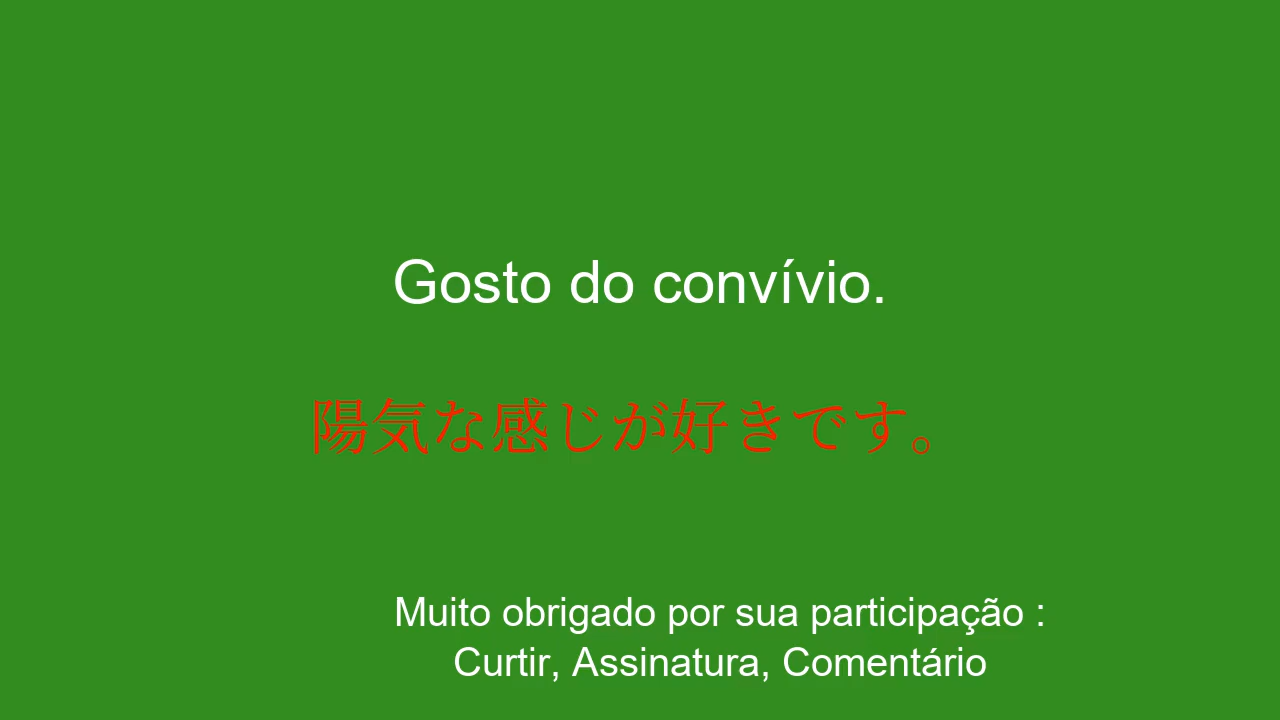 Gosto do convívio.
陽気な感じが好きです。
Muito obrigado por sua participação :
Curtir, Assinatura, Comentário